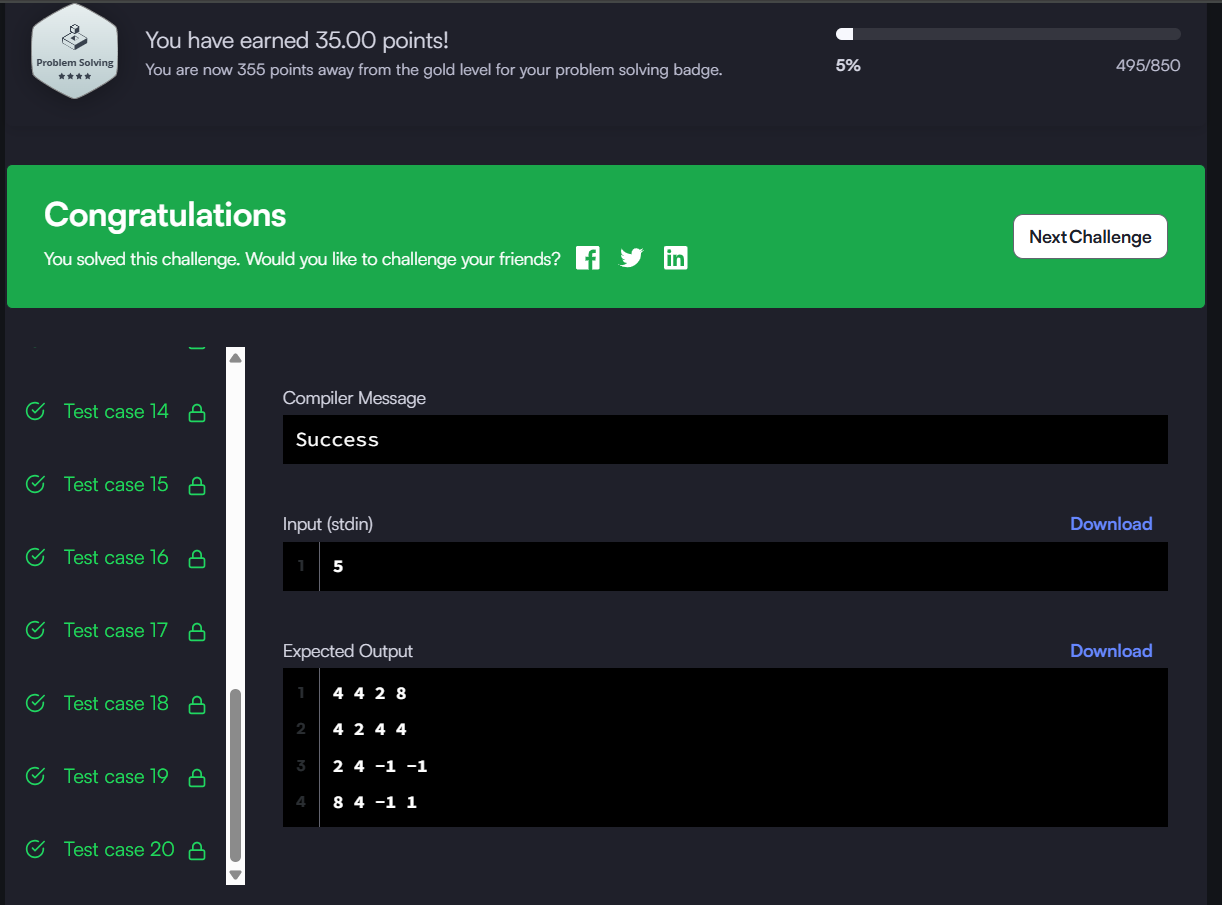 Problem Solving
★★★★
You have earned 35.00 points!
You are now 355 points away from the gold level for your problem solving badge.
5%
495/850
Congratulations
You solved this challenge. Would you like to challenge your friends?
Next Challenge
Test case 14
Test case 15
Test case 16
Test case 17
Test case 18
Test case 19
Test case 20
Compiler Message
Success
Input (stdin)
Download
1 5
Expected Output
Download
1 4 4 2 8
2 4 2 4 4
3 2 4 -1 -1
4 8 4 -1 1